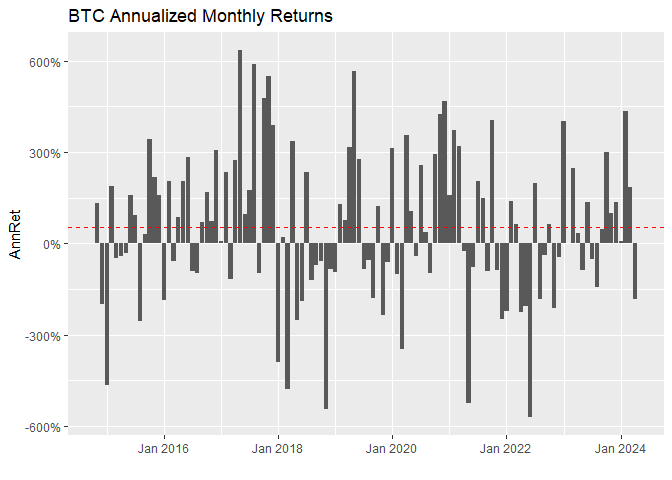 BTC Annualized Monthly Returns
600%
300%
0%
-300%
-600%
AnnRet
Jan 2016
Jan 2018
Jan 2020
Jan 2022
Jan 2024